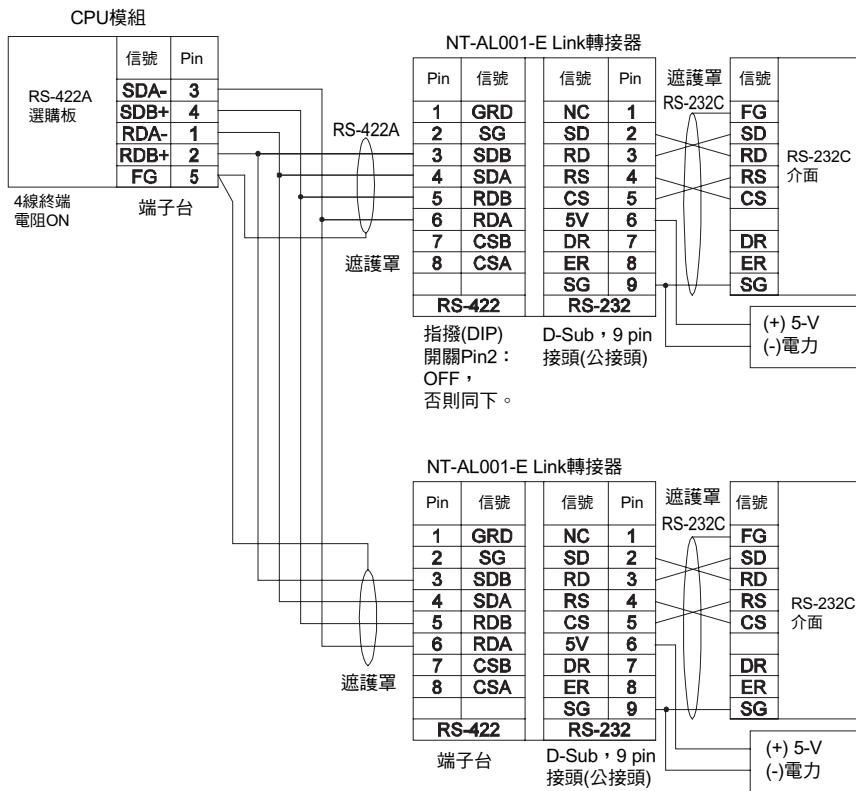 CPU模組
信號 Pin
RS-422A
選購板
SDA- 3
SDB+ 4
RDA- 1
RDB+ 2
FG 5
4線終端
電阻ON
端子台
RS-422A
遮護罩
NT-AL001-E Link轉接器
Pin 信號 信號 Pin
1 GRD NC 1
2 SG SD 2
3 SDB RD 3
4 SDA RS 4
5 RDB CS 5
6 RDA 5V 6
7 CSB DR 7
8 CSA ER 8
SG 9
RS-422 RS-232
指撥(DIP)
開關Pin2：
OFF，
否則同下。
D-Sub，9 pin
接頭(公接頭)
遮護罩
RS-232C
信號
FG
SD
RD
RS
CS
DR
ER
SG
RS-232C
介面
(+) 5-V
(-)電力
NT-AL001-E Link轉接器
Pin 信號 信號 Pin
1 GRD NC 1
2 SG SD 2
3 SDB RD 3
4 SDA RS 4
5 RDB CS 5
6 RDA 5V 6
7 CSB DR 7
8 CSA ER 8
SG 9
RS-422 RS-232
遮護罩
端子台
D-Sub，9 pin
接頭(公接頭)
遮護罩
RS-232C
信號
FG
SD
RD
RS
CS
DR
ER
SG
RS-232C
介面
(+) 5-V
(-)電力